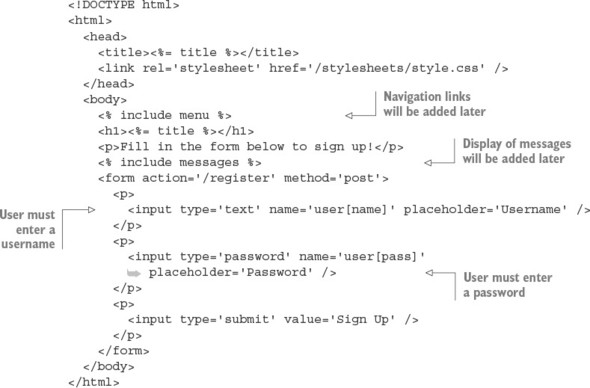 <!DOCTYPE html>
<html>
<head>
<title><%= title %></title>
<link rel='stylesheet' href='/stylesheets/style.css' />
</head>
<body>
<% include menu %>
Navigation links
will be added later
<h1><%= title %></h1>
<p>Fill in the form below to sign up!</p>
<% include messages %>
Display of messages
will be added later
<form action='/register' method='post'>
<p>
User must
enter a
username
<input type='text' name='user[name]' placeholder='Username' />
</p>
<p>
<input type='password' name='user[pass]'
placeholder='Password' />
User must enter
a password
</p>
<p>
<input type='submit' value='Sign Up' />
</p>
</form>
</body>
</html>